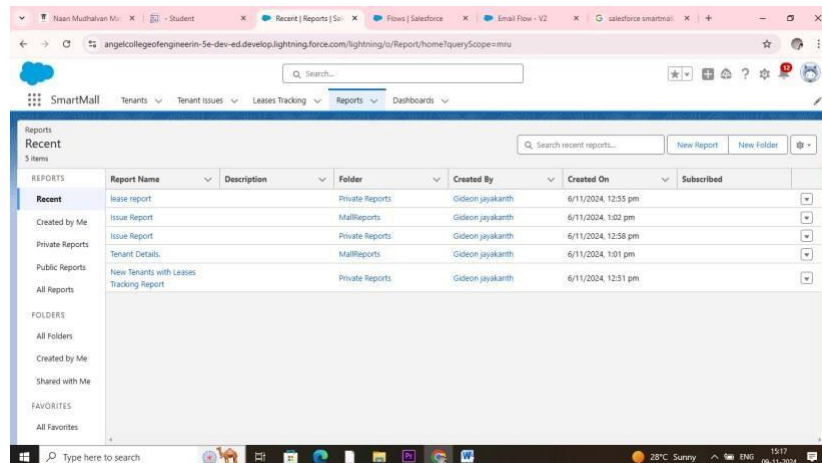 Naan Mudhalvan Ma
- Student
Recent | Reports | Sal
Flows | Salesforce
Email Flow - V2
salesforce smartmal
angelcollegeofengineerin-5e-dev-ed.develop.lightning.force.com/lightning/o/Report/home?queryScope=mru
Search...
12
SmartMall Tenants Tenant Issues Leases Tracking Reports Dashboards
Reports
Recent
5 items
Search recent reports...
New Report
New Folder
REPORTS
Report Name Description Folder Created By Created On Subscribed
Recent
lease report Private Reports Gideon jayakanth 6/11/2024, 12:55 pm
Created by Me
Issue Report MallReports Gideon jayakanth 6/11/2024, 1:02 pm
Issue Report Private Reports Gideon jayakanth 6/11/2024, 12:58 pm
Private Reports
Tenant Details. MallReports Gideon jayakanth 6/11/2024, 1:01 pm
Public Reports
New Tenants with Leases
Tracking Report Private Reports Gideon jayakanth 6/11/2024, 12:51 pm
All Reports
FOLDERS
All Folders
Created by Me
Shared with Me
FAVORITES
All Favorites
Type here to search
28°C Sunny
ENG
15:17
09-11-2024